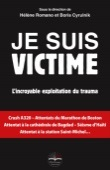 Sous la direction de
Hélène Romano et Boris Cyrulnik
JE SUIS
VICTIME
L'incroyable exploitation du trauma
Crash A320 - Attentats du Marathon de Boston
Attentat à la cathédrale de Bagdad - Séisme d'Haïti
Attentat à la station Saint-Michel...